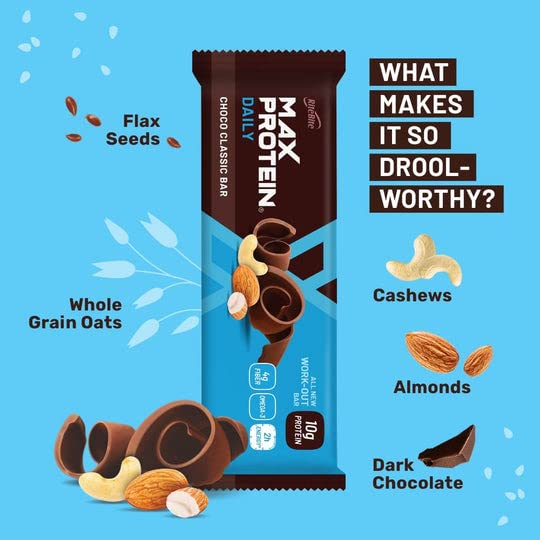 WHAT
MAKES
IT SO
DROOL-
WORTHY?
Flax
Seeds
Whole
Grain Oats
Cashews
Almonds
Dark
Chocolate
RiteBite
MAX
PROTEIN®
DAILY
CHOCO CLASSIC BAR
ALL NEW
WORK-OUT
BAR
10g
PROTEIN
4g
FIBER
OMEGA-3
2h
ENERGY